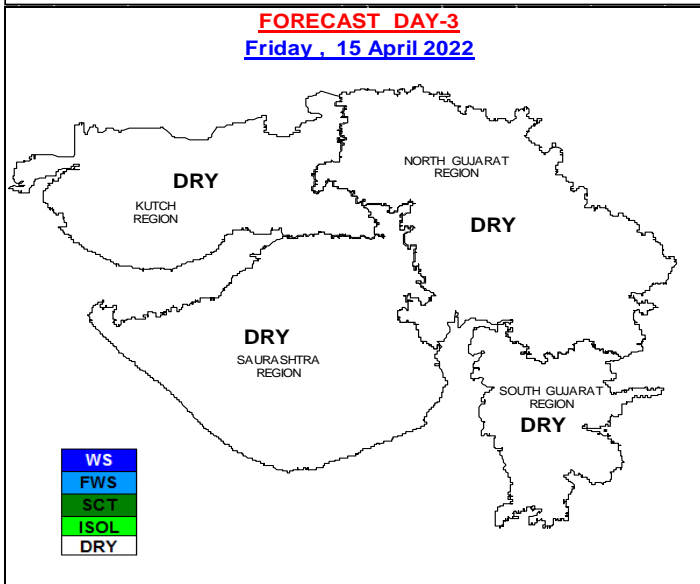 FORECAST DAY-3
Friday , 15 April 2022
NORTH GUJARAT
REGION
DRY
KUTCH
REGION
DRY
DRY
SAURASHTRA
REGION
SOUTH GUJARAT
REGION
DRY
WS
FWS
SCT
ISOL
DRY